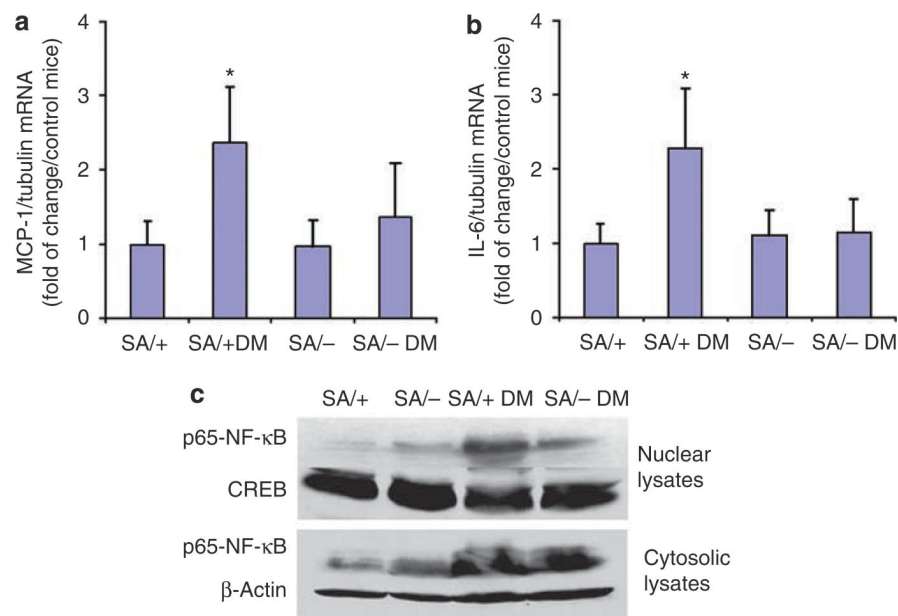 a
MCP-1/tubulin mRNA
(fold of change/control mice)
4
3
2
1
0
*
SA/+ SA/+DM SA/– SA/– DM
b
IL-6/tubulin mRNA
(fold of change/control mice)
4
3
2
1
0
*
SA/+ SA/+ DM SA/– SA/– DM
c
SA/+ SA/– SA/+ DM SA/– DM
p65-NF-κB
CREB
Nuclear
lysates
p65-NF-κB
β-Actin
Cytosolic
lysates